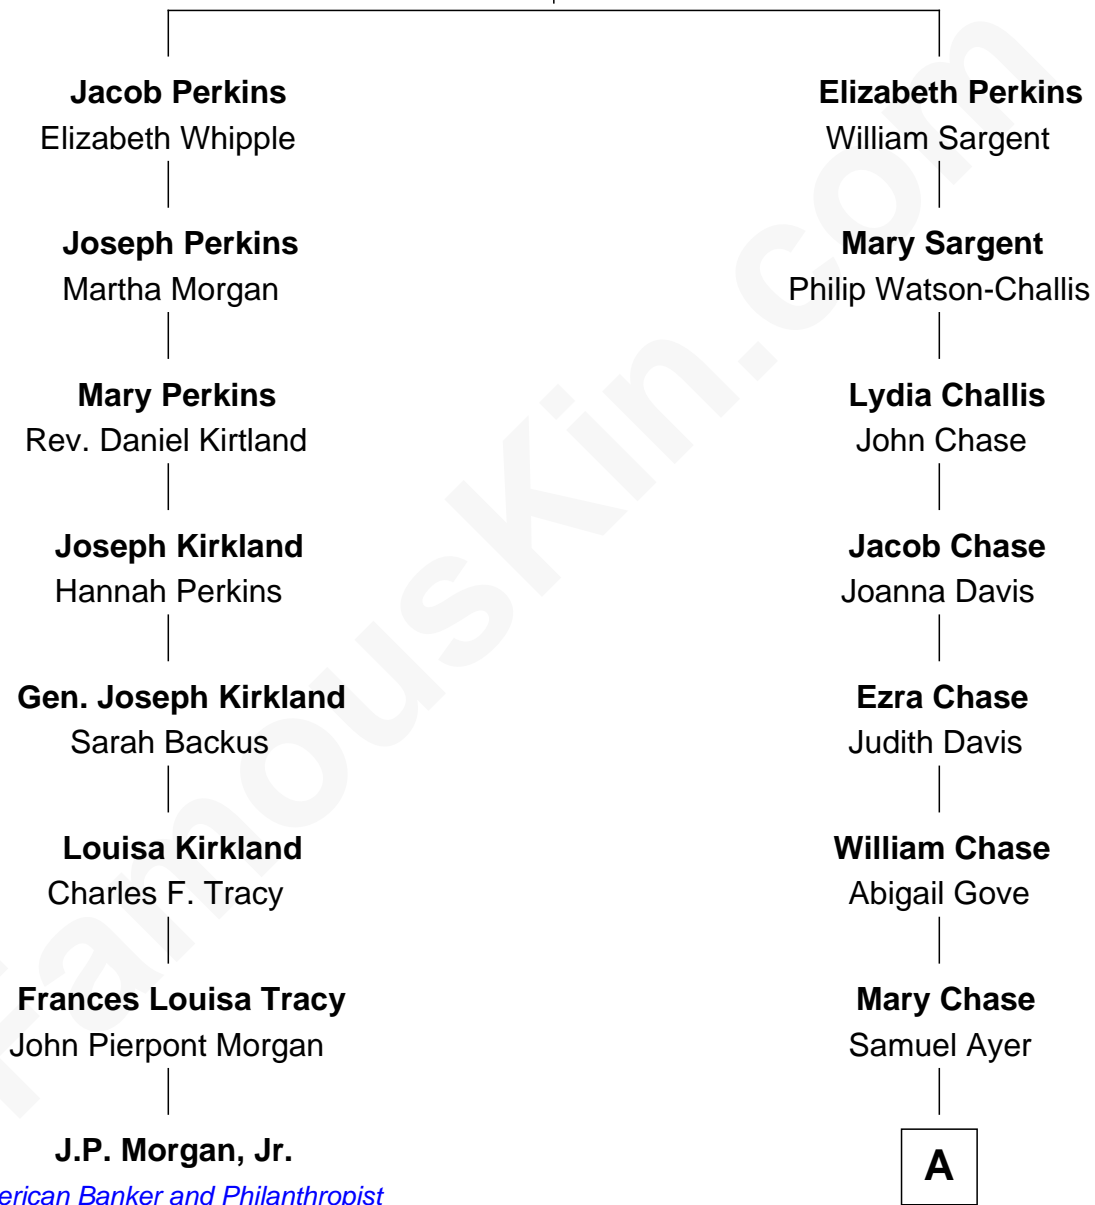 Jacob Perkins
Elizabeth Whipple
Joseph Perkins
Martha Morgan
Mary Perkins
Rev. Daniel Kirtland
Joseph Kirkland
Hannah Perkins
Gen. Joseph Kirkland
Sarah Backus
Louisa Kirkland
Charles F. Tracy
Frances Louisa Tracy
John Pierpont Morgan
J.P. Morgan, Jr.
erican Banker and Philanthropist
Elizabeth Perkins
William Sargent
Mary Sargent
Philip Watson-Challis
Lydia Challis
John Chase
Jacob Chase
Joanna Davis
Ezra Chase
Judith Davis
William Chase
Abigail Gove
Mary Chase
Samuel Ayer
A
FamousKin.com